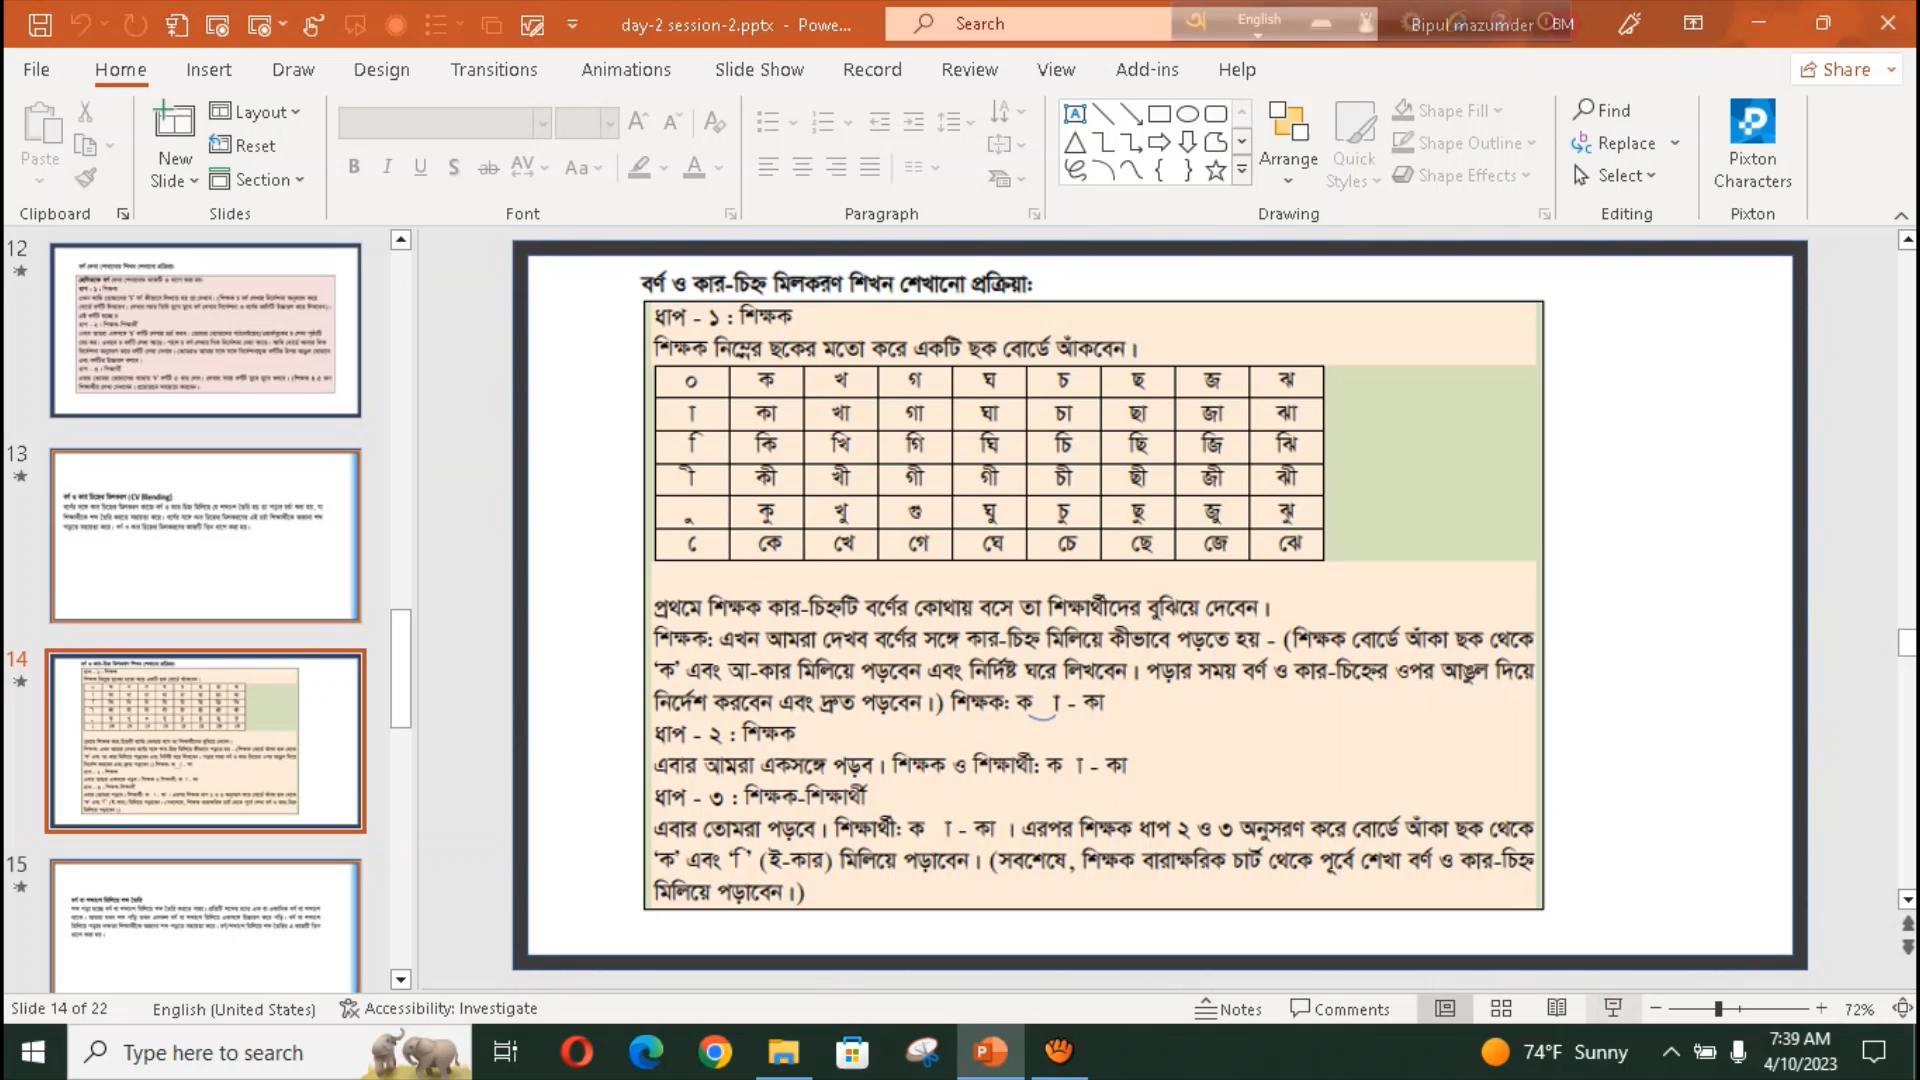 day-2 session-2.pptx - Powe...
Search
English
Bipul mazumder
BM
File Home Insert Draw Design Transitions Animations Slide Show Record Review View Add-ins Help
Share
Paste
Clipboard
New Slide
Layout
Reset
Section
Slides
Font
Paragraph
Arrange
Quick Styles
Shape Fill
Shape Outline
Shape Effects
Drawing
Find
Replace
Select
Editing
Pixton Characters
Pixton
12
13
14
15
বর্ণ ও কার-চিহ্ন মিলকরণ শিখন শেখানো প্রক্রিয়া:
ধাপ - ১ : শিক্ষক
শিক্ষক নিম্নের ছকের মতো করে একটি ছক বোর্ডে আঁকবেন।
০ ক খ গ ঘ চ ছ জ ঝ
া কা খা গা ঘা চা ছা জা ঝা
ি কি খি গি ঘি চি ছি জি ঝি
ী কী খী গী গী চী ছী জী ঝী
ু কু খু গু ঘু চু ছু জু ঝু
ে কে খে গে ঘে চে ছে জে ঝে
প্রথমে শিক্ষক কার-চিহ্নটি বর্ণের কোথায় বসে তা শিক্ষার্থীদের বুঝিয়ে দেবেন।
শিক্ষক: এখন আমরা দেখব বর্ণের সঙ্গে কার-চিহ্ন মিলিয়ে কীভাবে পড়তে হয় - (শিক্ষক বোর্ডে আঁকা ছক থেকে
‘ক’ এবং আ-কার মিলিয়ে পড়বেন এবং নির্দিষ্ট ঘরে লিখবেন। পড়ার সময় বর্ণ ও কার-চিহ্নের ওপর আঙুল দিয়ে
নির্দেশ করবেন এবং দ্রুত পড়বেন।) শিক্ষক: ক া - কা
ধাপ - ২ : শিক্ষক
এবার আমরা একসঙ্গে পড়ব। শিক্ষক ও শিক্ষার্থী: ক া - কা
ধাপ - ৩ : শিক্ষক-শিক্ষার্থী
এবার তোমরা পড়বে। শিক্ষার্থী: ক া - কা । এরপর শিক্ষক ধাপ ২ ও ৩ অনুসরণ করে বোর্ডে আঁকা ছক থেকে
‘ক’ এবং ‘ি’ (ই-কার) মিলিয়ে পড়াবেন। (সবশেষে, শিক্ষক বারাক্ষরিক চার্ট থেকে পূর্বে শেখা বর্ণ ও কার-চিহ্ন
মিলিয়ে পড়াবেন।)
Slide 14 of 22
English (United States)
Accessibility: Investigate
Notes
Comments
72%
Type here to search
74°F Sunny
7:39 AM
4/10/2023